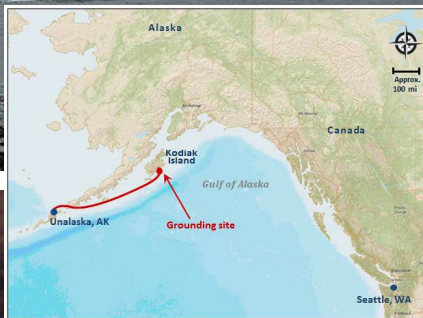 Alaska
Approx.
100 mi
Canada
Kodiak
Island
Gulf of Alaska
Unalaska, AK
Grounding site
Seattle, WA